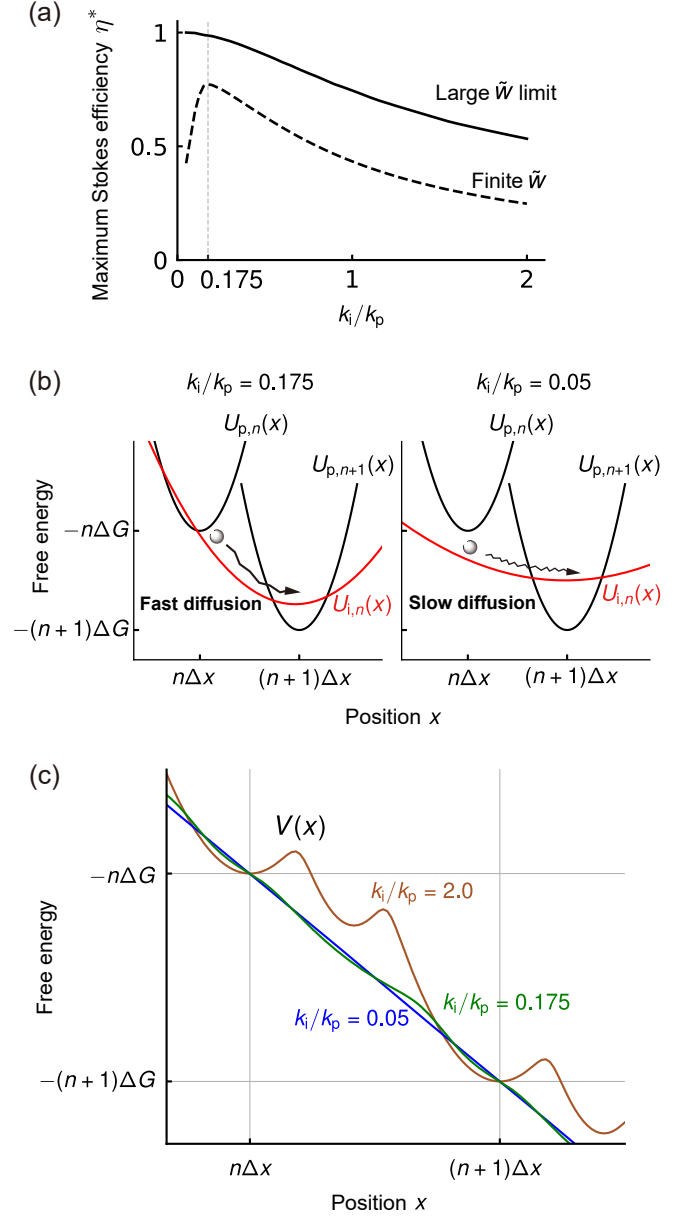 (a)
Maximum Stokes efficiency η*
1
0.5
0
Large w̃ limit
Finite w̃
0 0.175 1 2
kᵢ/kₚ
(b)
kᵢ/kₚ = 0.175
kᵢ/kₚ = 0.05
Uₚ,ₙ(x)
Uₚ,ₙ₊₁(x)
Uₚ,ₙ(x)
Uₚ,ₙ₊₁(x)
Free energy
−nΔG
−(n + 1)ΔG
Fast diffusion
Uᵢ,ₙ(x)
Slow diffusion
Uᵢ,ₙ(x)
nΔx
(n + 1)Δx
nΔx
(n + 1)Δx
Position x
(c)
V(x)
Free energy
−nΔG
kᵢ/kₚ = 2.0
kᵢ/kₚ = 0.175
kᵢ/kₚ = 0.05
−(n + 1)ΔG
nΔx
(n + 1)Δx
Position x